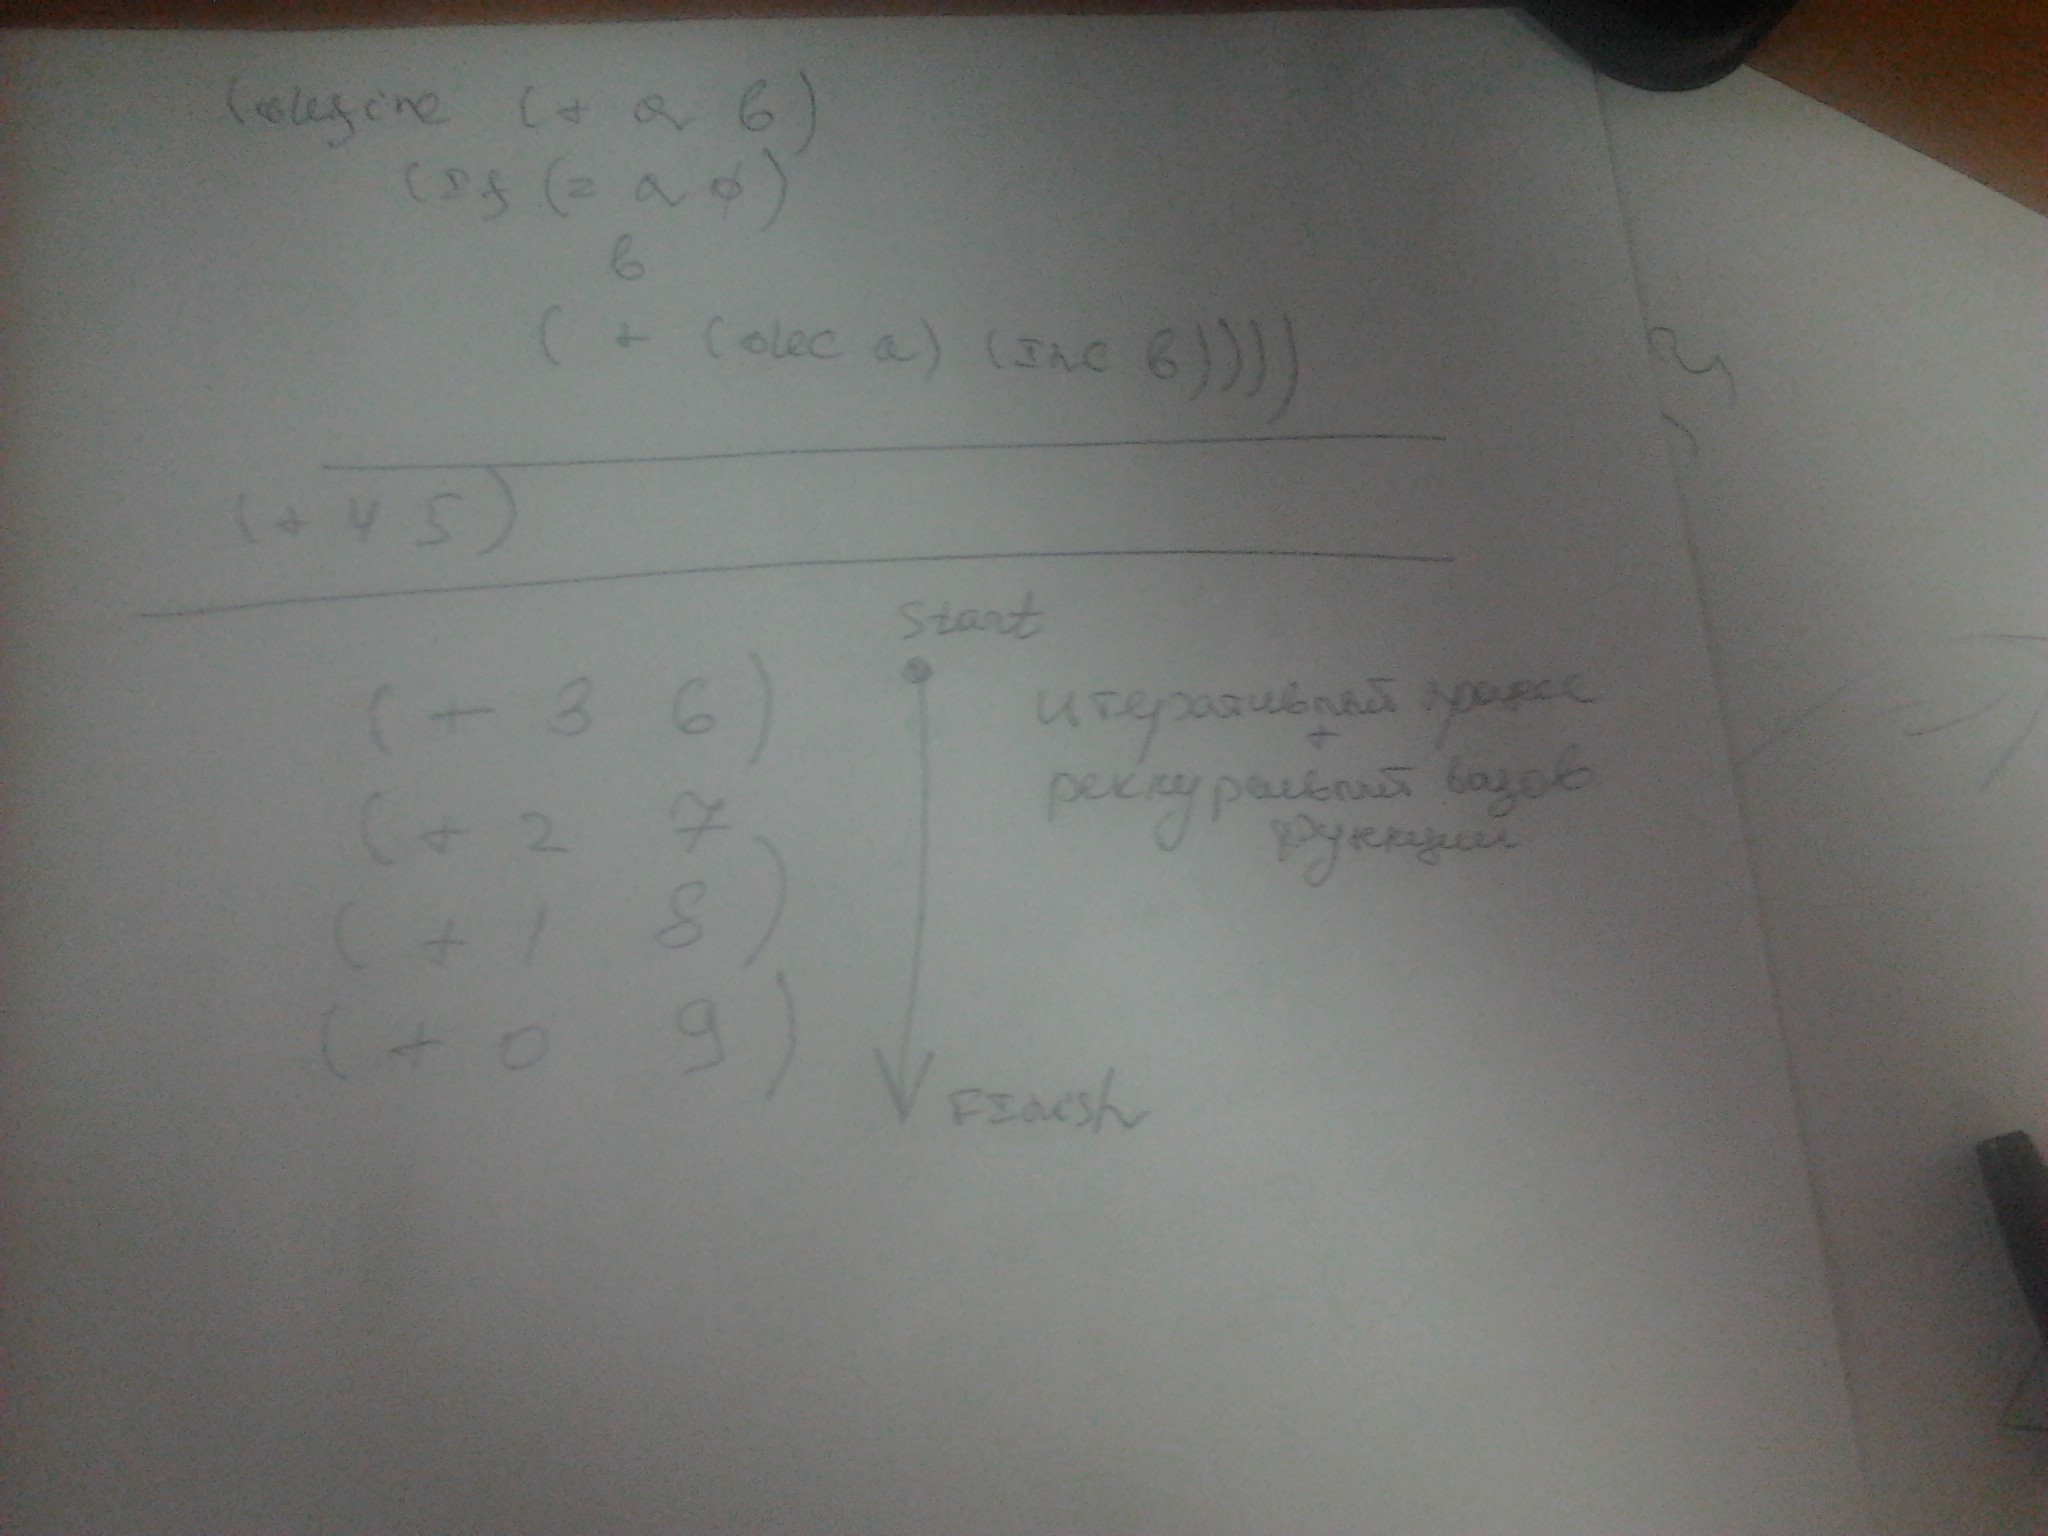 (define (+ a b)
(If (= a 0)
b
(+ (dec a) (Inc b))))
(+ 4 5)
Start
(+ 3 6)
итеративный процесс
+
(+ 2 7)
реккурсивный вызов
функции
(+ 1 8)
(+ 0 9)
FInish